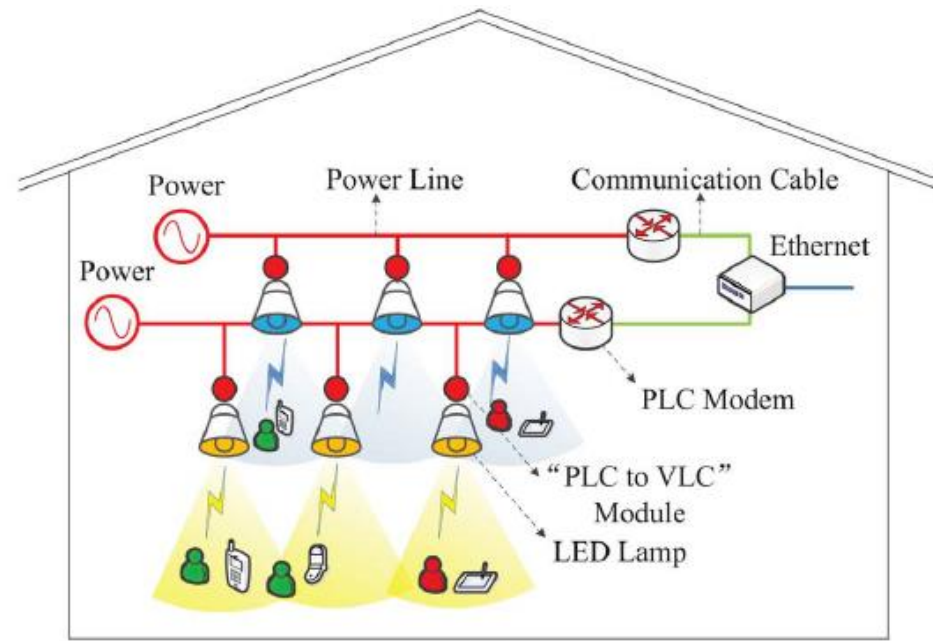 Power
Power Line
Communication Cable
Ethernet
Power
PLC Modem
“PLC to VLC”
Module
LED Lamp